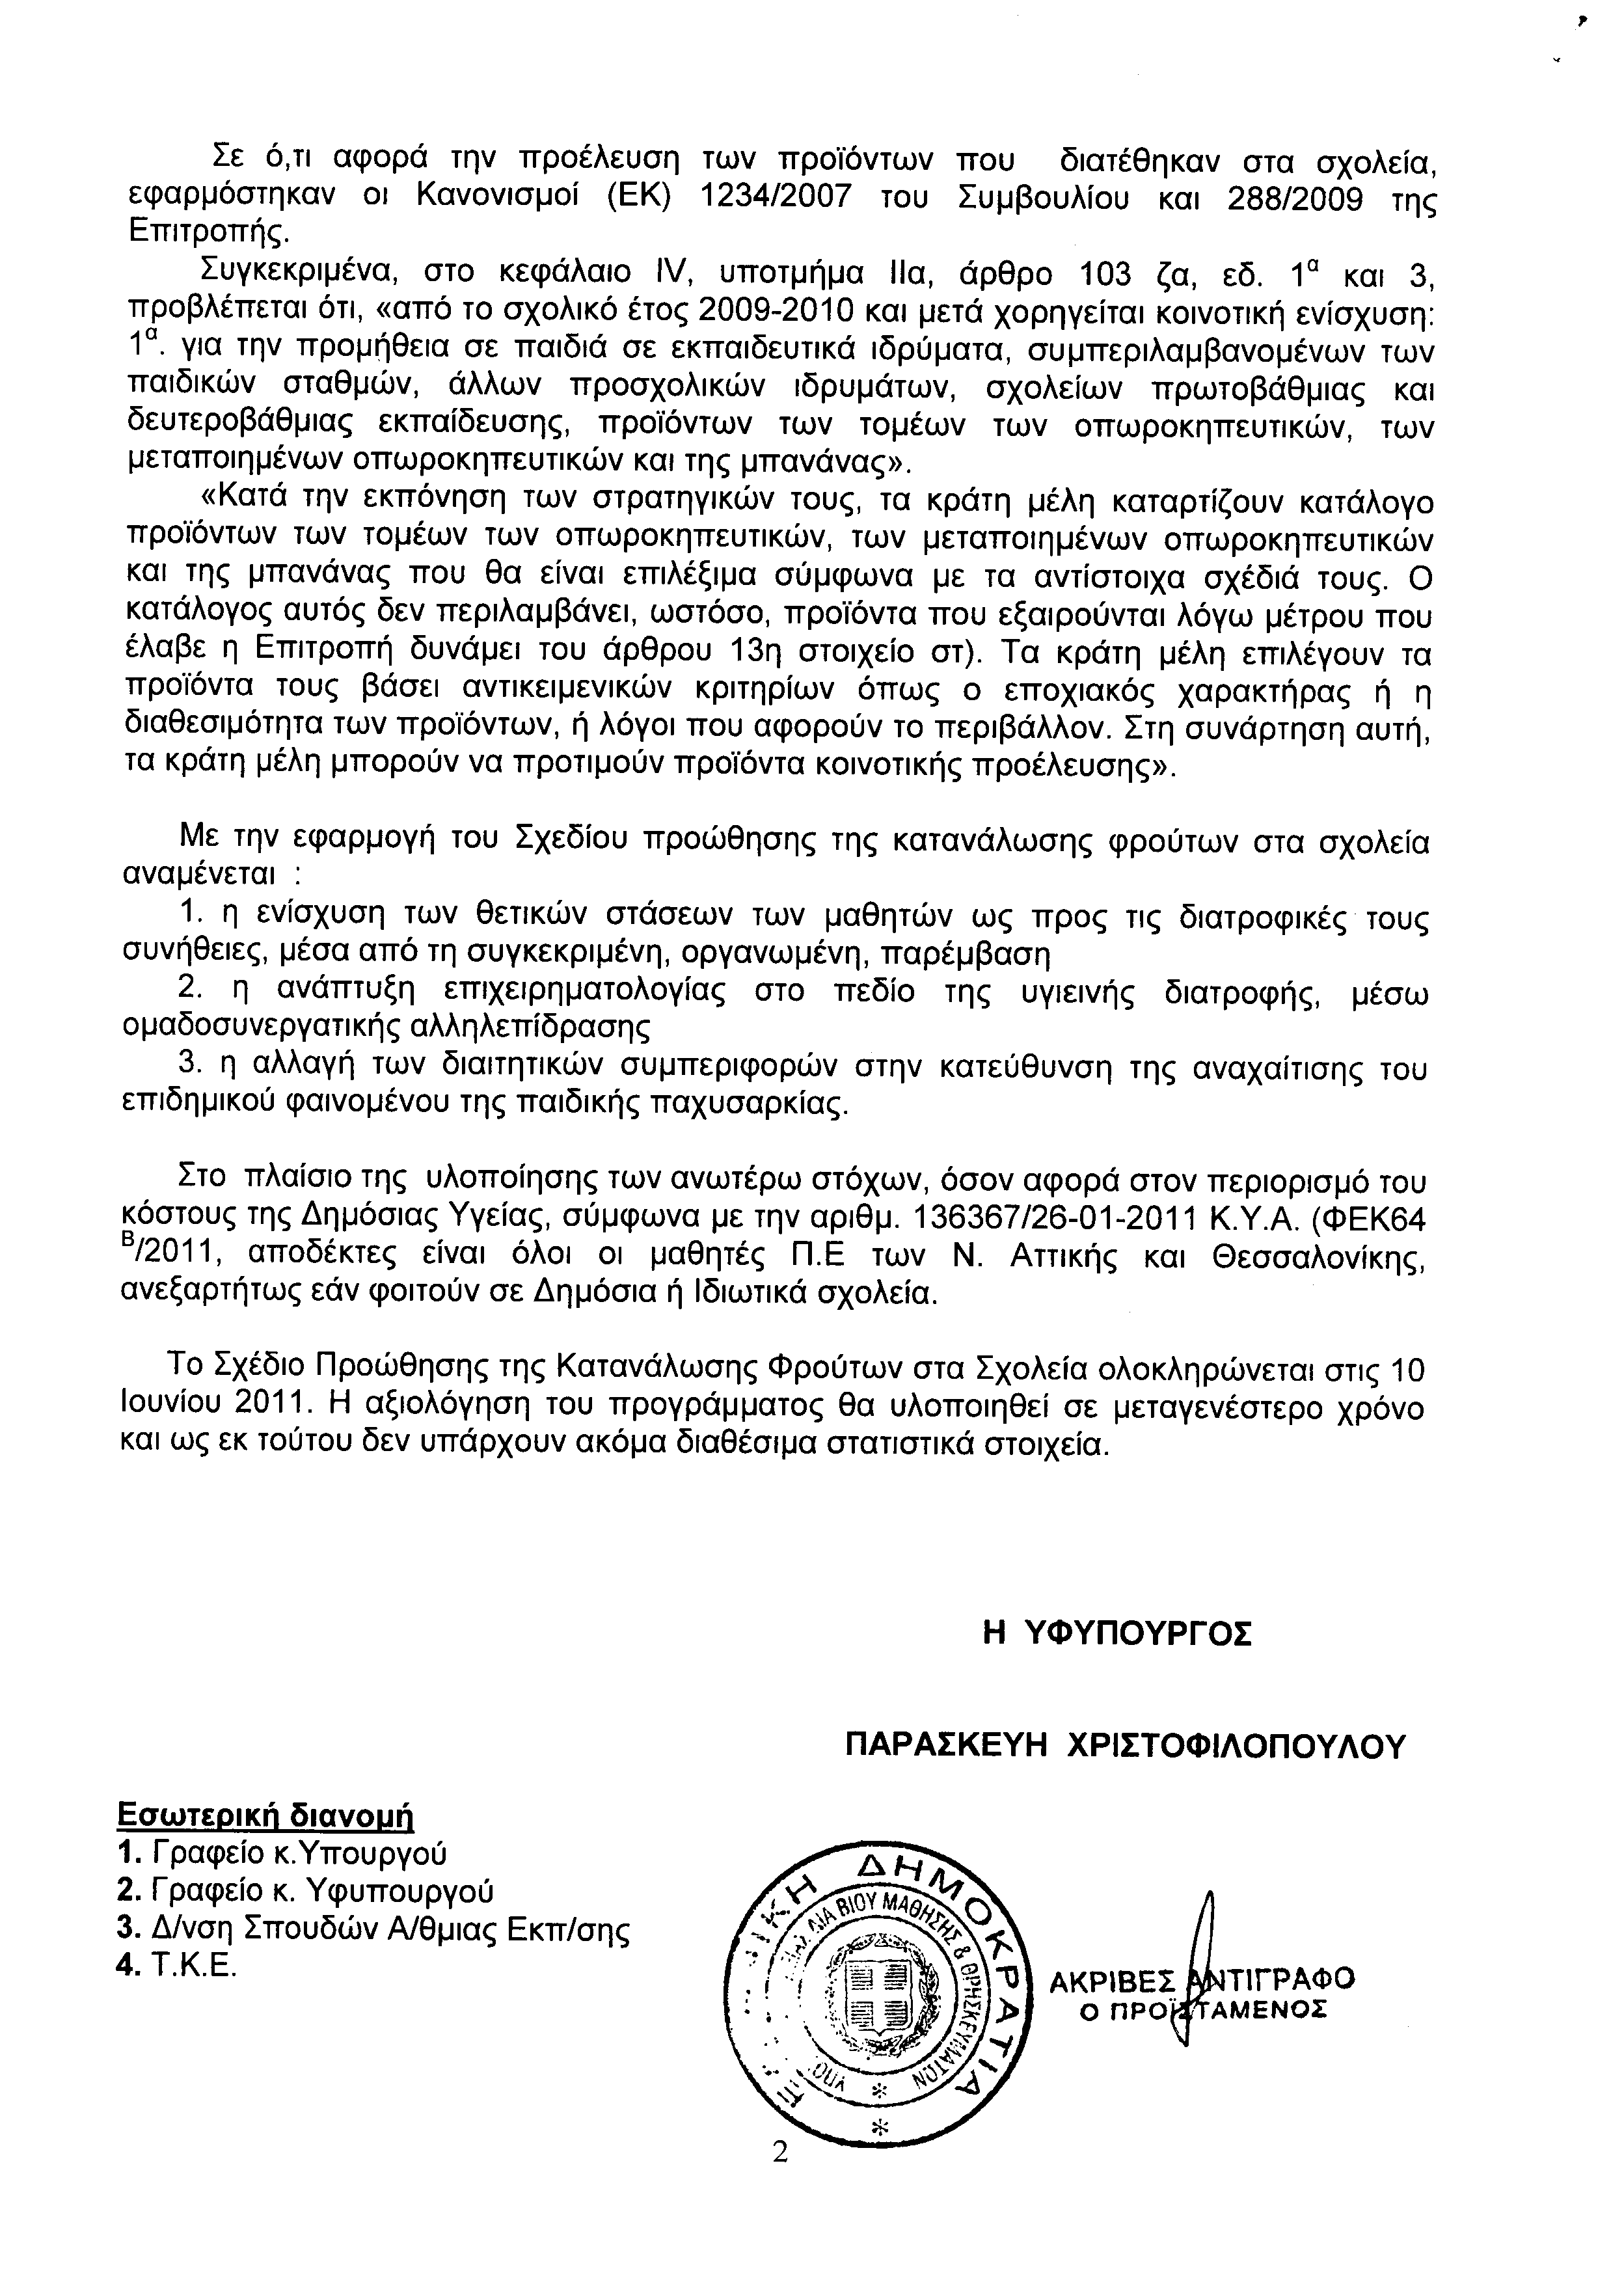 Σε ό,τι αφορά την προέλευση των προϊόντων που διατέθηκαν στα σχολεία,
εφαρμόστηκαν οι Κανονισμοί (ΕΚ) 1234/2007 του Συμβουλίου και 288/2009 της
Επιτροπής.
Συγκεκριμένα, στο κεφάλαιο IV, υποτμήμα ΙΙα, άρθρο 103 ζα, εδ. 1α και 3,
προβλέπεται ότι, «από το σχολικό έτος 2009-2010 και μετά χορηγείται κοινοτική ενίσχυση:
1α. για την προμήθεια σε παιδιά σε εκπαιδευτικά ιδρύματα, συμπεριλαμβανομένων των
παιδικών σταθμών, άλλων προσχολικών ιδρυμάτων, σχολείων πρωτοβάθμιας και
δευτεροβάθμιας εκπαίδευσης, προϊόντων των τομέων των οπωροκηπευτικών, των
μεταποιημένων οπωροκηπευτικών και της μπανάνας».
«Κατά την εκπόνηση των στρατηγικών τους, τα κράτη μέλη καταρτίζουν κατάλογο
προϊόντων των τομέων των οπωροκηπευτικών, των μεταποιημένων οπωροκηπευτικών
και της μπανάνας που θα είναι επιλέξιμα σύμφωνα με τα αντίστοιχα σχέδιά τους. Ο
κατάλογος αυτός δεν περιλαμβάνει, ωστόσο, προϊόντα που εξαιρούνται λόγω μέτρου που
έλαβε η Επιτροπή δυνάμει του άρθρου 13η στοιχείο στ). Τα κράτη μέλη επιλέγουν τα
προϊόντα τους βάσει αντικειμενικών κριτηρίων όπως ο εποχιακός χαρακτήρας ή η
διαθεσιμότητα των προϊόντων, ή λόγοι που αφορούν το περιβάλλον. Στη συνάρτηση αυτή,
τα κράτη μέλη μπορούν να προτιμούν προϊόντα κοινοτικής προέλευσης».
Με την εφαρμογή του Σχεδίου προώθησης της κατανάλωσης φρούτων στα σχολεία
αναμένεται :
1. η ενίσχυση των θετικών στάσεων των μαθητών ως προς τις διατροφικές τους
συνήθειες, μέσα από τη συγκεκριμένη, οργανωμένη, παρέμβαση
2. η ανάπτυξη επιχειρηματολογίας στο πεδίο της υγιεινής διατροφής, μέσω
ομαδοσυνεργατικής αλληλεπίδρασης
3. η αλλαγή των διαιτητικών συμπεριφορών στην κατεύθυνση της αναχαίτισης του
επιδημικού φαινομένου της παιδικής παχυσαρκίας.
Στο πλαίσιο της υλοποίησης των ανωτέρω στόχων, όσον αφορά στον περιορισμό του
κόστους της Δημόσιας Υγείας, σύμφωνα με την αριθμ. 136367/26-01-2011 Κ.Υ.Α. (ΦΕΚ64
Β/2011, αποδέκτες είναι όλοι οι μαθητές Π.Ε των Ν. Αττικής και Θεσσαλονίκης,
ανεξαρτήτως εάν φοιτούν σε Δημόσια ή Ιδιωτικά σχολεία.
Το Σχέδιο Προώθησης της Κατανάλωσης Φρούτων στα Σχολεία ολοκληρώνεται στις 10
Ιουνίου 2011. Η αξιολόγηση του προγράμματος θα υλοποιηθεί σε μεταγενέστερο χρόνο
και ως εκ τούτου δεν υπάρχουν ακόμα διαθέσιμα στατιστικά στοιχεία.
Η ΥΦΥΠΟΥΡΓΟΣ
ΠΑΡΑΣΚΕΥΗ ΧΡΙΣΤΟΦΙΛΟΠΟΥΛΟΥ
Εσωτερική διανομή
1. Γραφείο κ.Υπουργού
2. Γραφείο κ. Υφυπουργού
3. Δ/νση Σπουδών Α/θμιας Εκπ/σης
4. Τ.Κ.Ε.
ΔΗΜΟΚΡΑΤΙΑ
ΔΙΑ ΒΙΟΥ ΜΑΘΗΣΗΣ & ΘΡΗΣΚΕΥΜΑΤΩΝ
ΑΚΡΙΒΕΣ ΑΝΤΙΓΡΑΦΟ
Ο ΠΡΟΪΣΤΑΜΕΝΟΣ
2